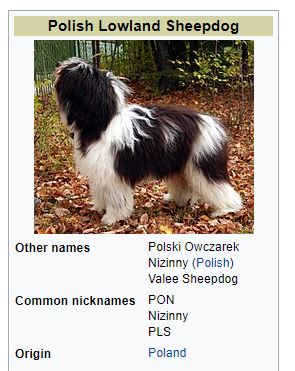 Polish Lowland Sheepdog
Other names Polski Owczarek
Nizinny (Polish)
Valee Sheepdog
Common nicknames PON
Nizinny
PLS
Origin Poland